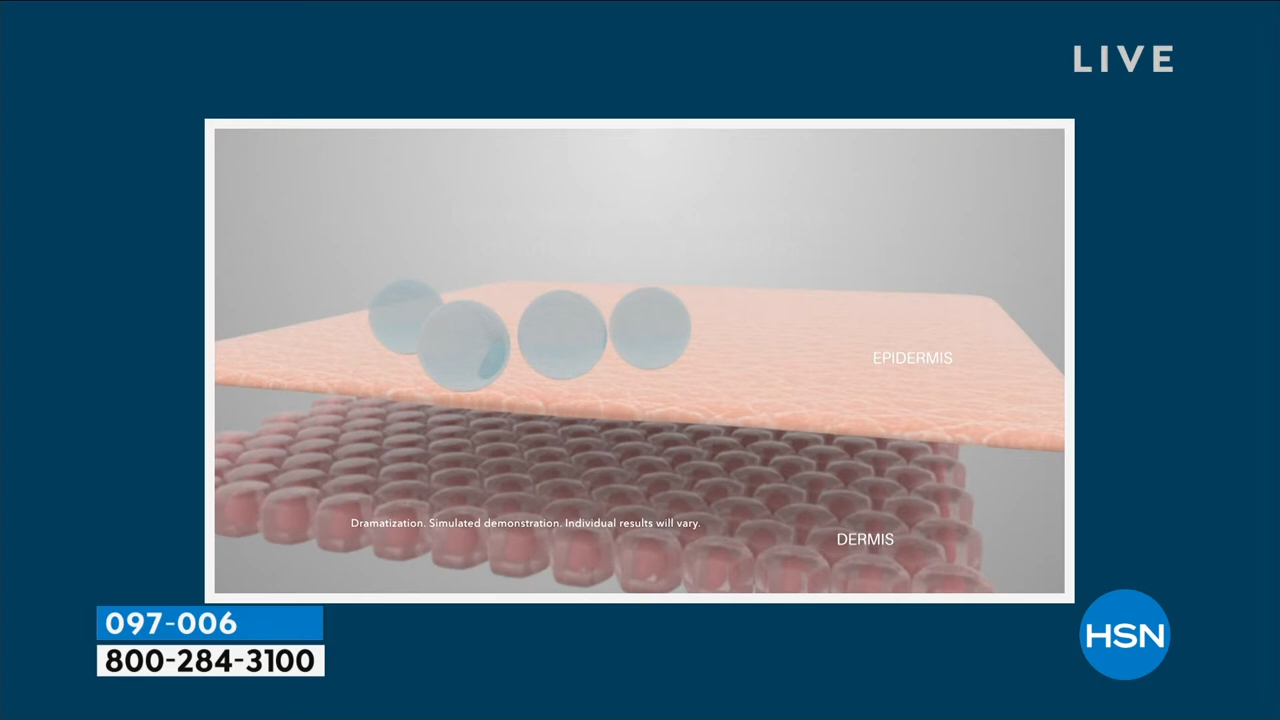 LIVE
EPIDERMIS
Dramatization. Simulated demonstration. Individual results will vary.
DERMIS
097-006
800-284-3100
HSN